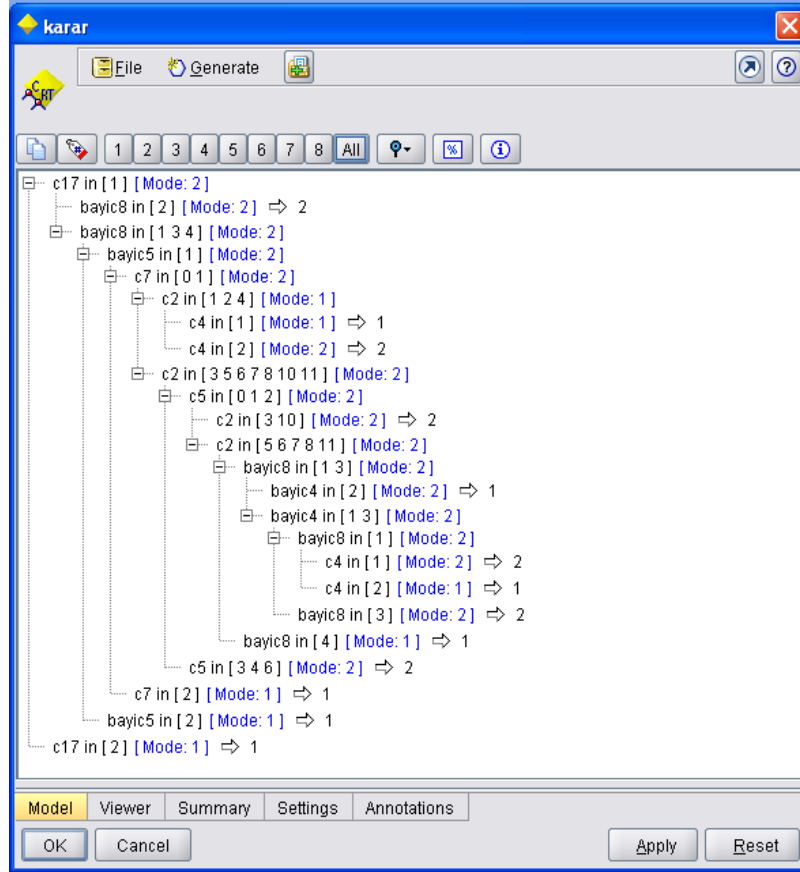 karar
File Generate
C RT
1 2 3 4 5 6 7 8 All %
c17 in [ 1 ] [ Mode: 2 ]
bayic8 in [ 2 ] [ Mode: 2 ] ⇨ 2
bayic8 in [ 1 3 4 ] [ Mode: 2 ]
bayic5 in [ 1 ] [ Mode: 2 ]
c7 in [ 0 1 ] [ Mode: 2 ]
c2 in [ 1 2 4 ] [ Mode: 1 ]
c4 in [ 1 ] [ Mode: 1 ] ⇨ 1
c4 in [ 2 ] [ Mode: 2 ] ⇨ 2
c2 in [ 3 5 6 7 8 10 11 ] [ Mode: 2 ]
c5 in [ 0 1 2 ] [ Mode: 2 ]
c2 in [ 3 10 ] [ Mode: 2 ] ⇨ 2
c2 in [ 5 6 7 8 11 ] [ Mode: 2 ]
bayic8 in [ 1 3 ] [ Mode: 2 ]
bayic4 in [ 2 ] [ Mode: 2 ] ⇨ 1
bayic4 in [ 1 3 ] [ Mode: 2 ]
bayic8 in [ 1 ] [ Mode: 2 ]
c4 in [ 1 ] [ Mode: 2 ] ⇨ 2
c4 in [ 2 ] [ Mode: 1 ] ⇨ 1
bayic8 in [ 3 ] [ Mode: 2 ] ⇨ 2
bayic8 in [ 4 ] [ Mode: 1 ] ⇨ 1
c5 in [ 3 4 6 ] [ Mode: 2 ] ⇨ 2
c7 in [ 2 ] [ Mode: 1 ] ⇨ 1
bayic5 in [ 2 ] [ Mode: 1 ] ⇨ 1
c17 in [ 2 ] [ Mode: 1 ] ⇨ 1
Model Viewer Summary Settings Annotations
OK Cancel Apply Reset